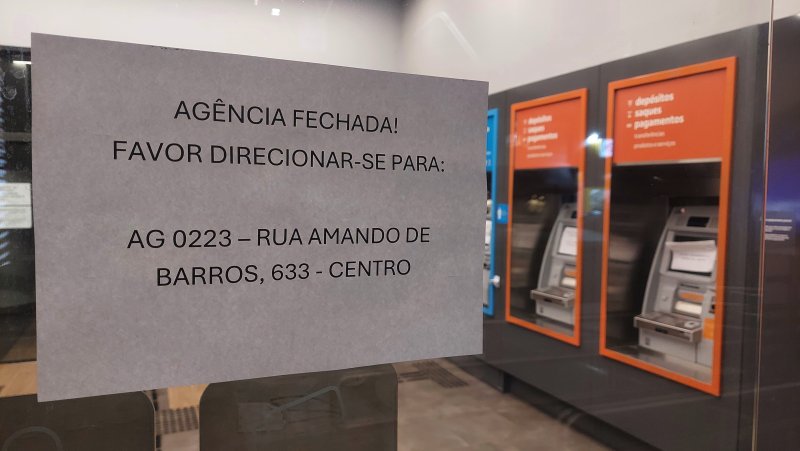 AGÊNCIA FECHADA!
FAVOR DIRECIONAR-SE PARA:
AG 0223 – RUA AMANDO DE
BARROS, 633 - CENTRO
depósitos
saques
pagamentos
depósitos
saques
pagamentos
transferências